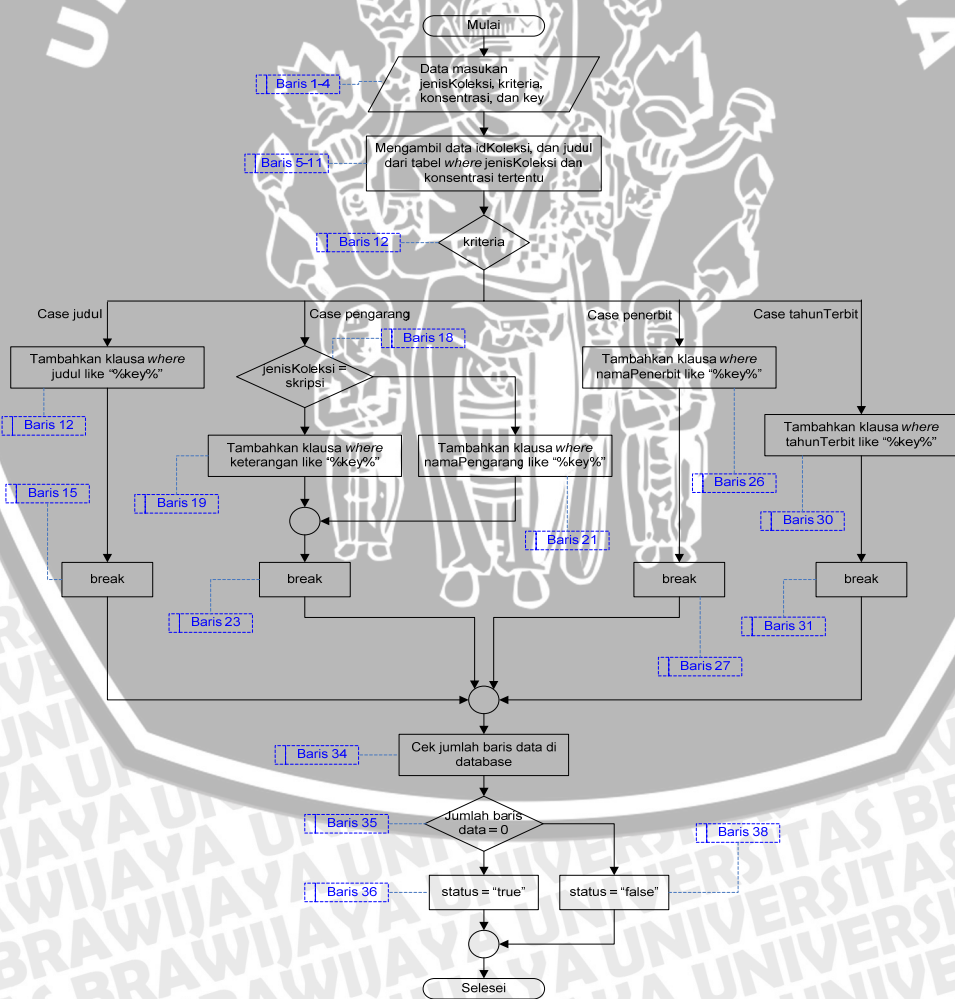 Mulai
Data masukan
jenisKoleksi, kriteria,
konsentrasi, dan key
Baris 1-4
Mengambil data idKoleksi, dan judul
dari tabel where jenisKoleksi dan
konsentrasi tertentu
Baris 5-11
kriteria
Baris 12
Case judul
Case pengarang
Case penerbit
Case tahunTerbit
Baris 18
Tambahkan klausa where
judul like "%key%"
jenisKoleksi =
skripsi
Tambahkan klausa where
namaPenerbit like "%key%"
Baris 12
Tambahkan klausa where
tahunTerbit like "%key%"
Tambahkan klausa where
keterangan like "%key%"
Tambahkan klausa where
namaPengarang like "%key%"
Baris 15
Baris 19
Baris 26
Baris 30
Baris 21
break
break
break
break
Baris 23
Baris 31
Baris 27
Cek jumlah baris data di
database
Baris 34
Jumlah baris
data = 0
Baris 35
Baris 38
status = "true"
status = "false"
Baris 36
Selesei